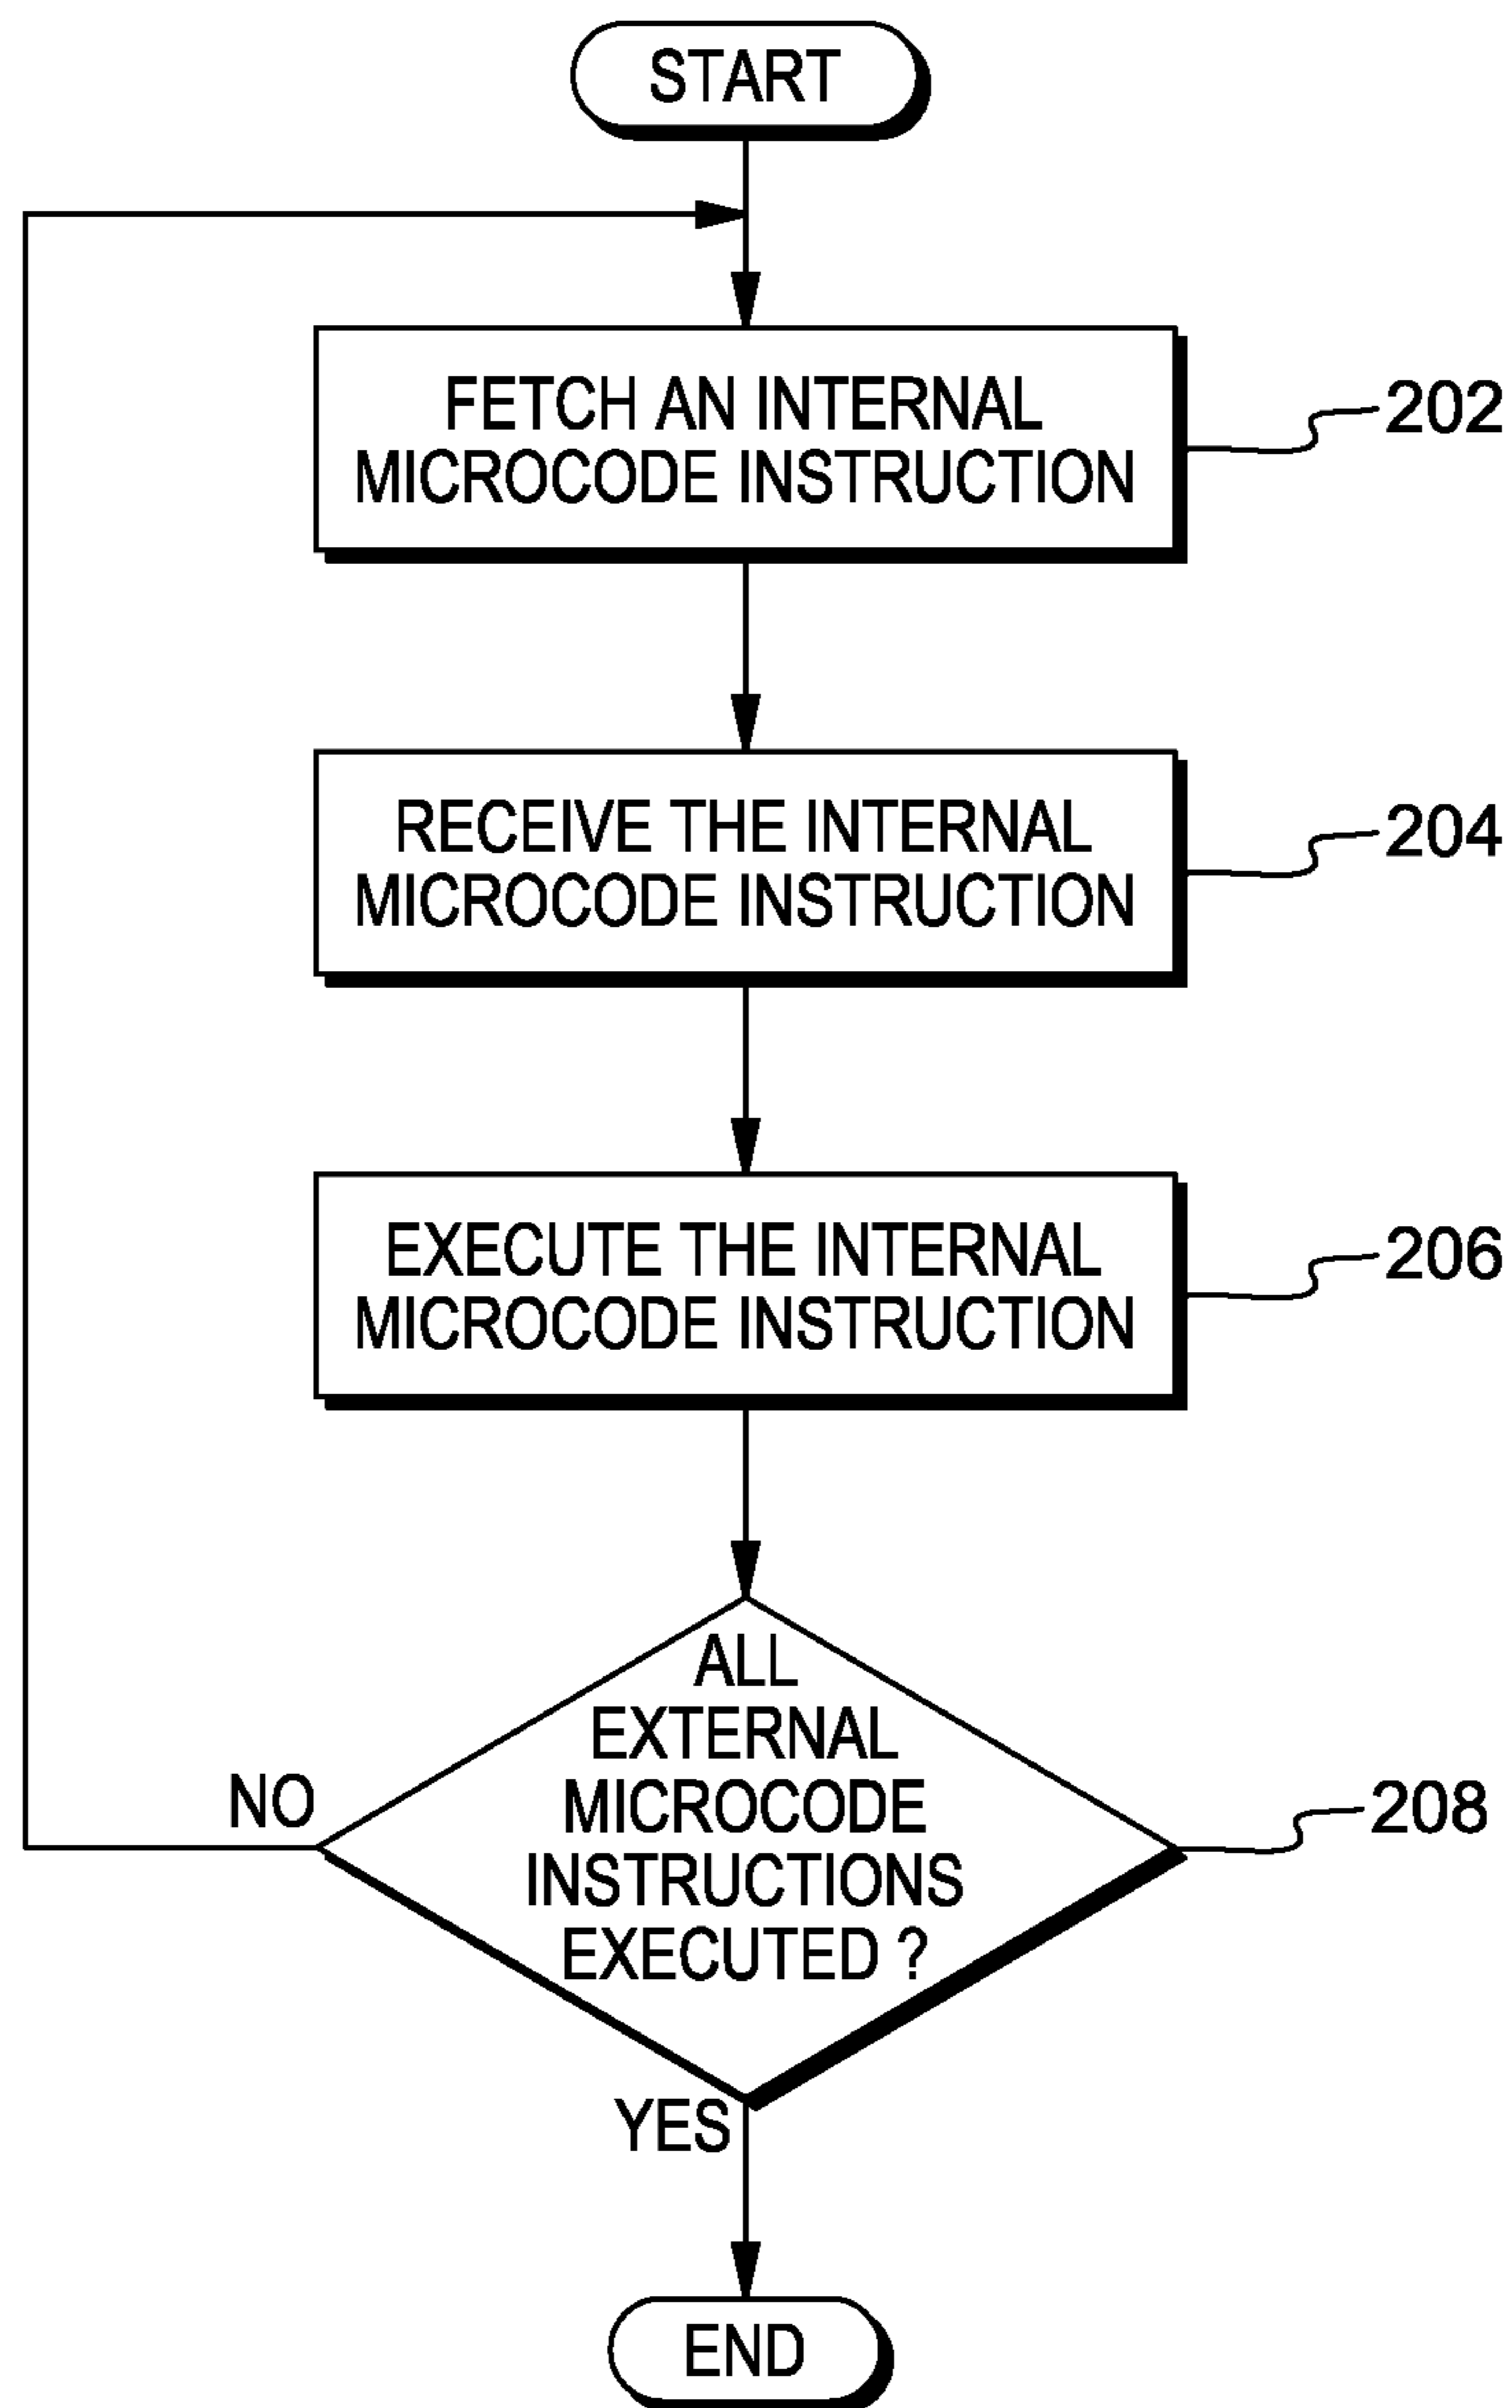 START
FETCH AN INTERNAL
MICROCODE INSTRUCTION
202
RECEIVE THE INTERNAL
MICROCODE INSTRUCTION
204
EXECUTE THE INTERNAL
MICROCODE INSTRUCTION
206
ALL
EXTERNAL
MICROCODE
INSTRUCTIONS
EXECUTED ?
NO
208
YES
END